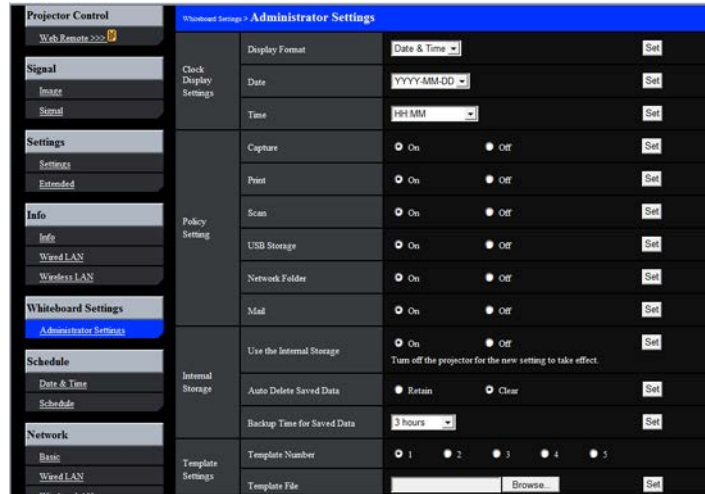 Projector Control
Web Remote >>>
Signal
Image
Signal
Settings
Settings
Extended
Info
Info
Wired LAN
Wireless LAN
Whiteboard Settings
Administrator Settings
Schedule
Date & Time
Schedule
Network
Basic
Wired LAN
Whiteboard Settings > Administrator Settings
Clock
Display
Settings
Display Format Date & Time Set
Date YYYY-MM-DD Set
Time HH:MM Set
Policy
Setting
Capture On Off Set
Print On Off Set
Scan On Off Set
USB Storage On Off Set
Network Folder On Off Set
Mail On Off Set
Internal
Storage
Use the Internal Storage On Off Set
Turn off the projector for the new setting to take effect.
Auto Delete Saved Data Retain Clear Set
Backup Time for Saved Data 3 hours Set
Template
Settings
Template Number 1 2 3 4 5
Template File Browse... Set